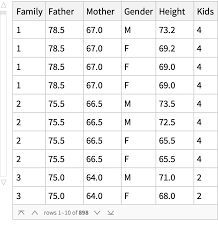 Family Father Mother Gender Height Kids
1 78.5 67.0 M 73.2 4
1 78.5 67.0 F 69.2 4
1 78.5 67.0 F 69.0 4
1 78.5 67.0 F 69.0 4
2 75.5 66.5 M 73.5 4
2 75.5 66.5 M 72.5 4
2 75.5 66.5 F 65.5 4
2 75.5 66.5 F 65.5 4
3 75.0 64.0 M 71.0 2
3 75.0 64.0 F 68.0 2
rows 1–10 of 898